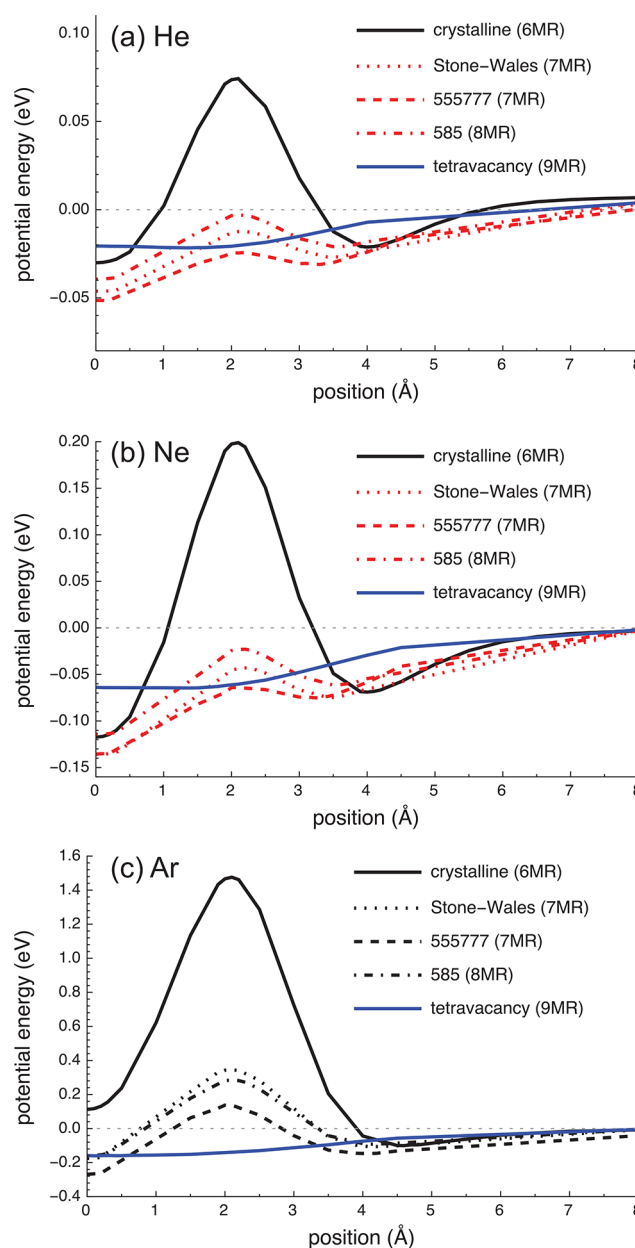 (a) He
crystalline (6MR)
Stone−Wales (7MR)
555777 (7MR)
585 (8MR)
tetravacancy (9MR)
potential energy (eV)
0.10
0.05
0.00
−0.05
0 1 2 3 4 5 6 7 8
position (Å)
(b) Ne
crystalline (6MR)
Stone−Wales (7MR)
555777 (7MR)
585 (8MR)
tetravacancy (9MR)
potential energy (eV)
0.20
0.15
0.10
0.05
0.00
−0.05
−0.10
−0.15
0 1 2 3 4 5 6 7 8
position (Å)
(c) Ar
crystalline (6MR)
Stone−Wales (7MR)
555777 (7MR)
585 (8MR)
tetravacancy (9MR)
potential energy (eV)
1.6
1.4
1.2
1.0
0.8
0.6
0.4
0.2
0.0
−0.2
−0.4
0 1 2 3 4 5 6 7 8
position (Å)